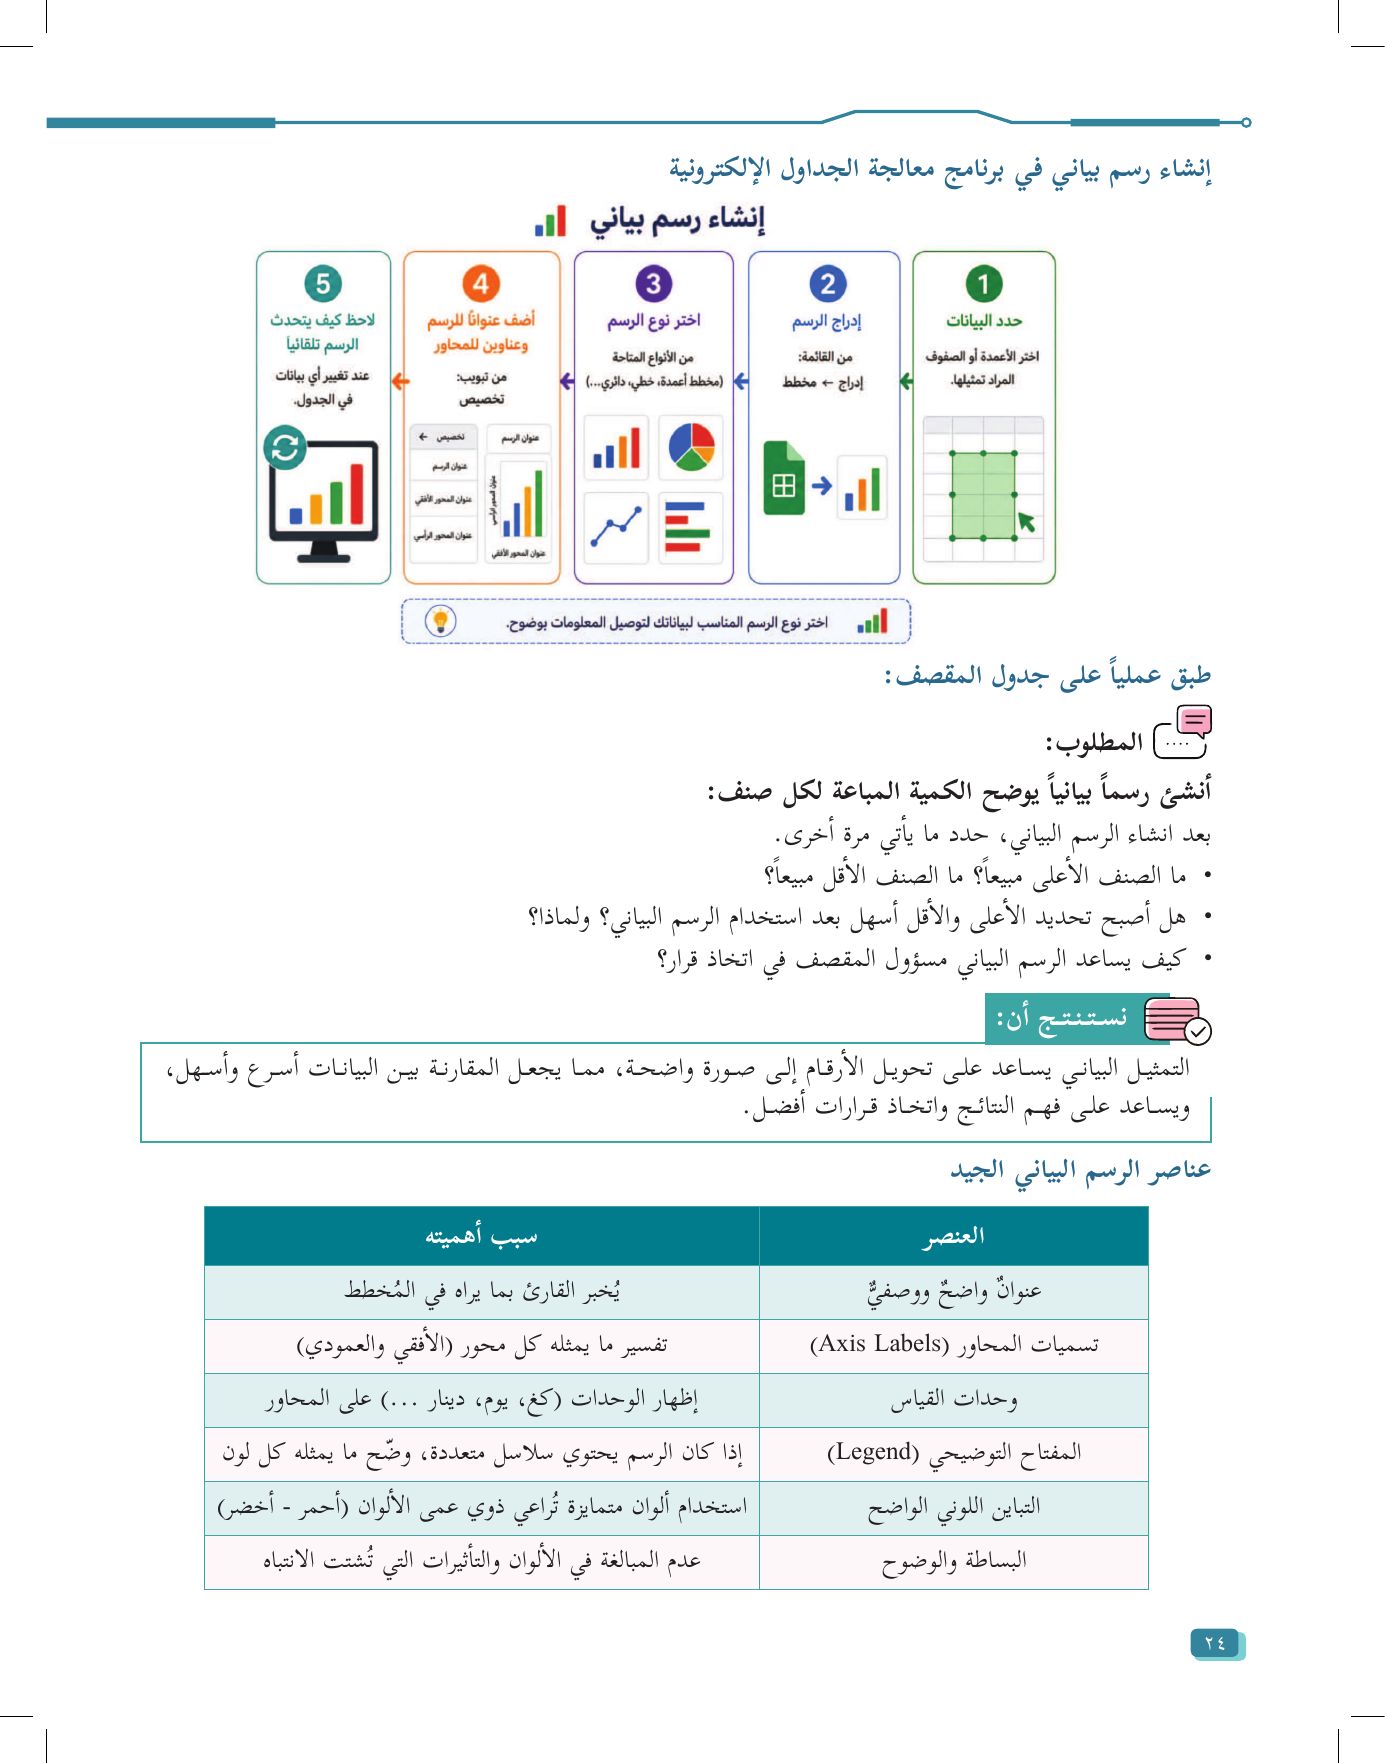 إنشاء رسم بياني في برنامج معالجة الجداول الإلكترونية
إنشاء رسم بياني
1
حدد البيانات
اختر الأعمدة أو الصفوف
المراد تمثيلها.
2
إدراج الرسم
من القائمة:
إدراج ← مخطط
3
اختر نوع الرسم
من الأنواع المتاحة
(مخطط أعمدة، خطي، دائري...)
4
أضف عنوانًا للرسم
وعناوين للمحاور
من تبويب:
تخصيص
عنوان الرسم
عنوان المحور الرأسي
عنوان المحور الأفقي
تخصيص ←
عنوان الرسم
عنوان المحور الأفقي
عنوان المحور الرأسي
5
لاحظ كيف يتحدث
الرسم تلقائياً
عند تغيير أي بيانات
في الجدول.
اختر نوع الرسم المناسب لبياناتك لتوصيل المعلومات بوضوح.
طبق عملياً على جدول المقصف:
المطلوب:
أنشئ رسماً بيانياً يوضح الكمية المباعة لكل صنف:
بعد انشاء الرسم البياني، حدد ما يأتي مرة أخرى.
• ما الصنف الأعلى مبيعاً؟ ما الصنف الأقل مبيعاً؟
• هل أصبح تحديد الأعلى والأقل أسهل بعد استخدام الرسم البياني؟ ولماذا؟
• كيف يساعد الرسم البياني مسؤول المقصف في اتخاذ قرار؟
نستنتج أن:
التمثيل البياني يساعد على تحويل الأرقام إلى صورة واضحة، مما يجعل المقارنة بين البيانات أسرع وأسهل،
ويساعد على فهم النتائج واتخاذ قرارات أفضل.
عناصر الرسم البياني الجيد
العنصر سبب أهميته
عنوانٌ واضحٌ ووصفيٌّ يُخبر القارئ بما يراه في المُخطط
تسميات المحاور (Axis Labels) تفسير ما يمثله كل محور (الأفقي والعمودي)
وحدات القياس إظهار الوحدات (كغ، يوم، دينار ...) على المحاور
المفتاح التوضيحي (Legend) إذا كان الرسم يحتوي سلاسل متعددة، وضّح ما يمثله كل لون
التباين اللوني الواضح استخدام ألوان متمايزة تُراعي ذوي عمى الألوان (أحمر - أخضر)
البساطة والوضوح عدم المبالغة في الألوان والتأثيرات التي تُشتت الانتباه
٢٤